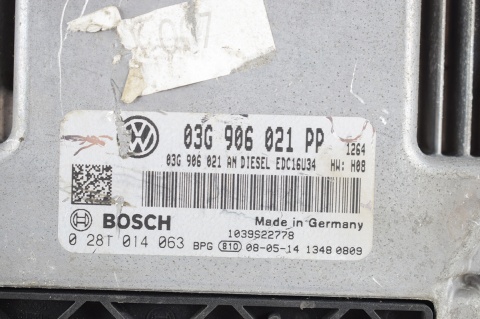 03G 906 021 PP 1264
03G 906 021 AN DIESEL EDC16U34 HW: H08
BOSCH
Made in Germany
1039S22778
0 281 014 063 BPG 810 08-05-14 1348 0809